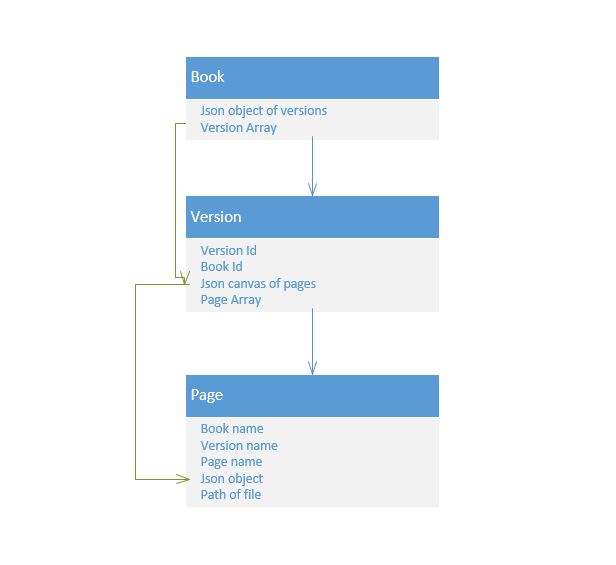 Book
Json object of versions
Version Array
Version
Version Id
Book Id
Json canvas of pages
Page Array
Page
Book name
Version name
Page name
Json object
Path of file